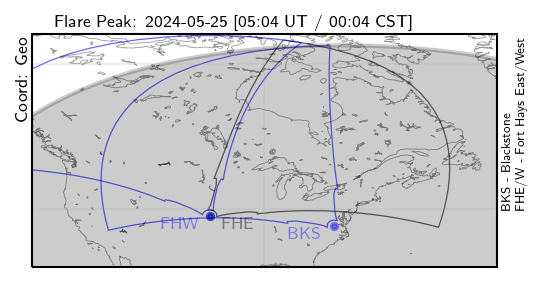 Flare Peak: 2024-05-25 [05:04 UT / 00:04 CST]
Coord: Geo
FHW
FHE
BKS
BKS - Blackstone
FHE/W - Fort Hays East/West